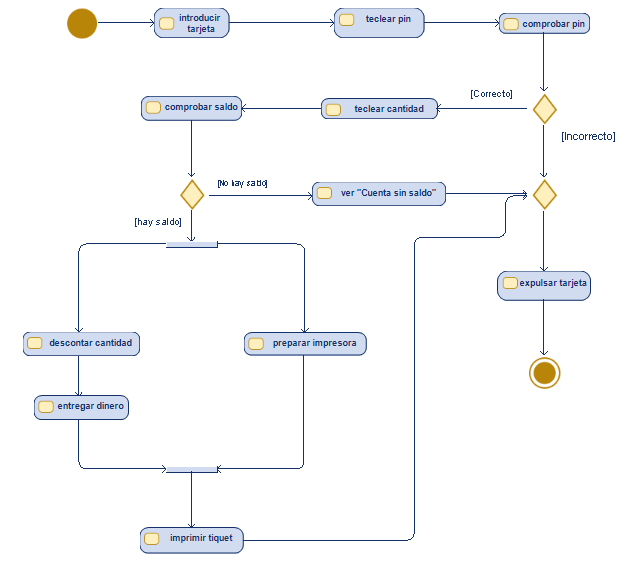 introducir
tarjeta
teclear pin
comprobar pin
[Correcto]
comprobar saldo
teclear cantidad
[Incorrecto]
[No hay saldo]
ver "Cuenta sin saldo"
[hay saldo]
expulsar tarjeta
descontar cantidad
preparar impresora
entregar dinero
imprimir tiquet